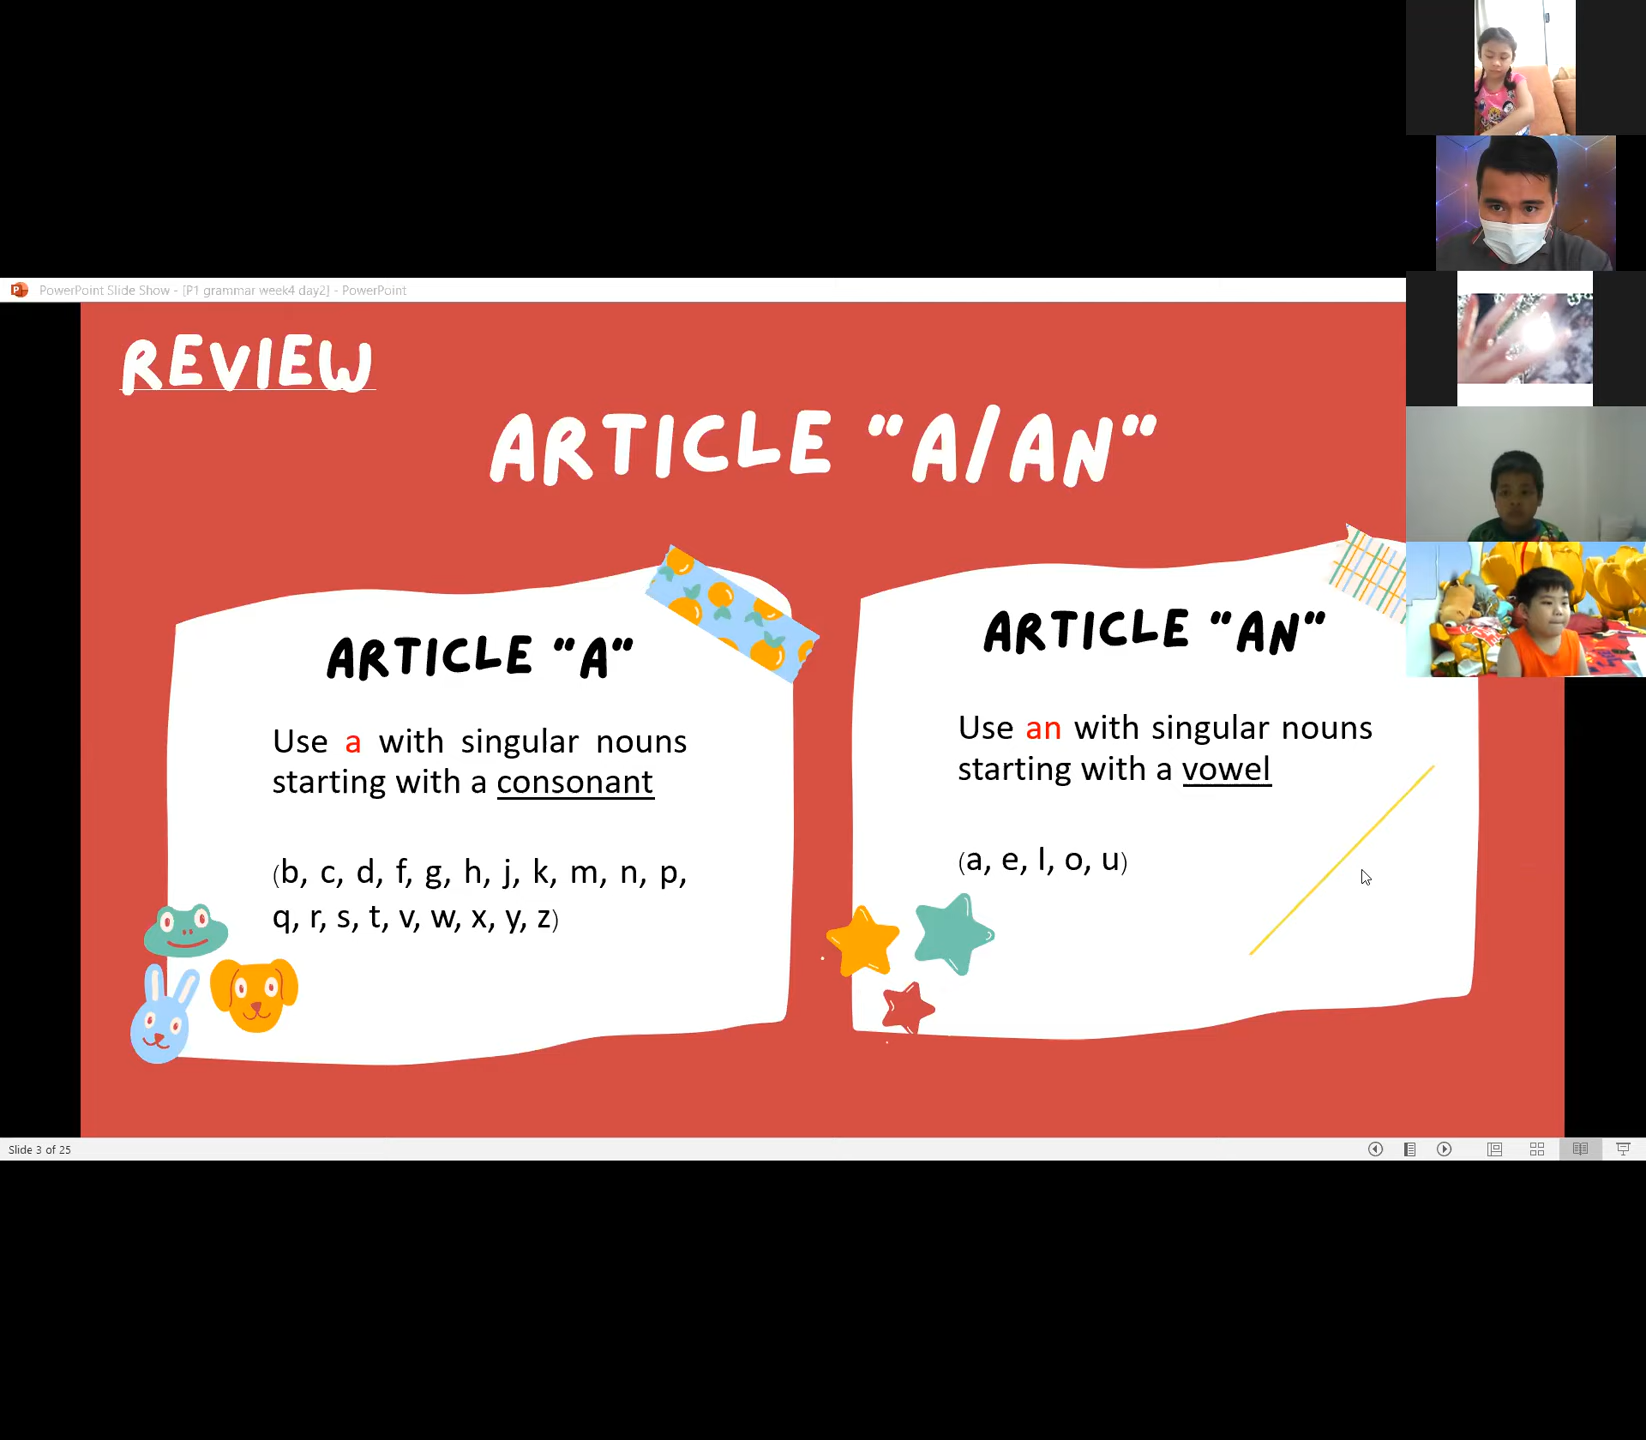 PowerPoint Slide Show - [P1 grammar week4 day2] - PowerPoint
REVIEW
ARTICLE "A/AN"
ARTICLE "A"
Use a with singular nouns
starting with a consonant
(b, c, d, f, g, h, j, k, m, n, p,
q, r, s, t, v, w, x, y, z)
ARTICLE "AN"
Use an with singular nouns
starting with a vowel
(a, e, l, o, u)
Slide 3 of 25